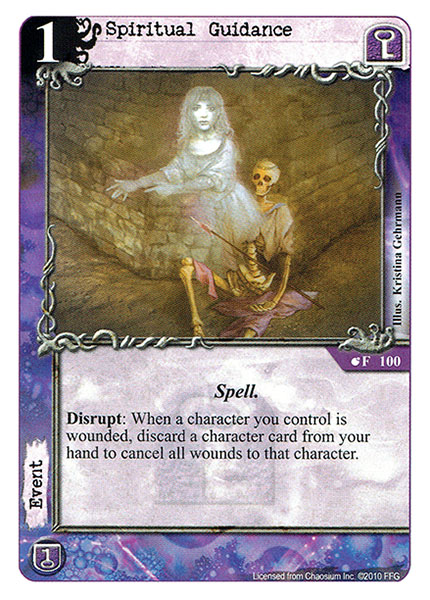 1
Spiritual Guidance
Illus. Kristina Gehrmann
F 100
Spell.
Disrupt: When a character you control is
wounded, discard a character card from your
hand to cancel all wounds to that character.
Event
1
Licensed from Chaosium Inc. ©2010 FFG